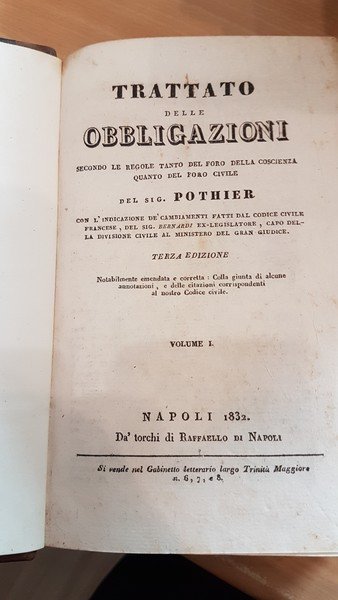 TRATTATO
DELLE
OBBLIGAZIONI
SECONDO LE REGOLE TANTO DEL FORO DELLA COSCIENZA
QUANTO DEL FORO CIVILE
DEL SIG. POTHIER
CON L'INDICAZIONE DE' CAMBIAMENTI FATTI DAL CODICE CIVILE
FRANCESE, DEL SIG. BERNARDI EX-LEGISLATORE, CAPO DEL-
LA DIVISIONE CIVILE AL MINISTERO DEL GRAN GIUDICE.
TERZA EDIZIONE
Notabilmente emendata e corretta: Colla giunta di alcune
annotazioni, e delle citazioni corrispondenti
al nostro Codice civile.
VOLUME I.
NAPOLI 1832.
Da' torchi di RAFFAELLO DI NAPOLI
Si vende nel Gabinetto letterario largo Trinità Maggiore
n. 6, 7, e 8.